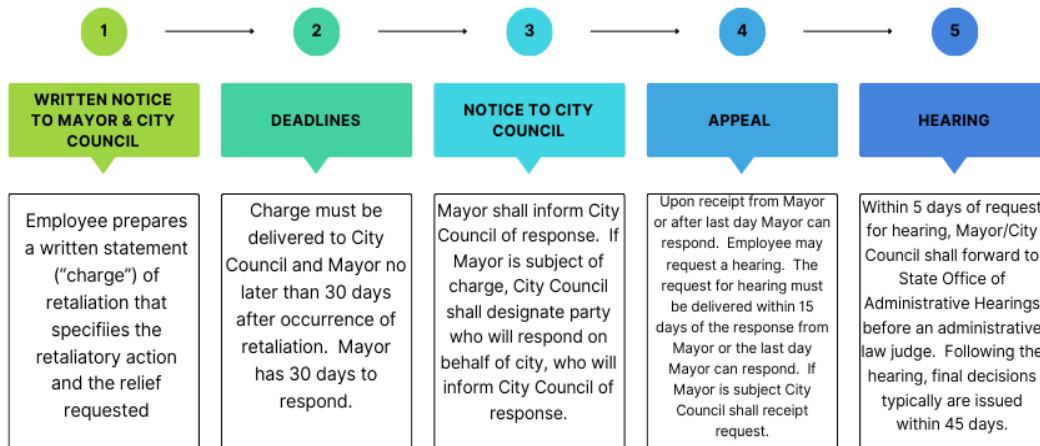 1
2
3
4
5
WRITTEN NOTICE
TO MAYOR & CITY
COUNCIL
DEADLINES
NOTICE TO CITY
COUNCIL
APPEAL
HEARING
Employee prepares
a written statement
(“charge”) of
retaliation that
specifiies the
retaliatory action
and the relief
requested
Charge must be
delivered to City
Council and Mayor no
later than 30 days
after occurrence of
retaliation. Mayor
has 30 days to
respond.
Mayor shall inform City
Council of response. If
Mayor is subject of
charge, City Council
shall designate party
who will respond on
behalf of city, who will
inform City Council of
response.
Upon receipt from Mayor
or after last day Mayor can
respond. Employee may
request a hearing. The
request for hearing must
be delivered within 15
days of the response from
Mayor or the last day
Mayor can respond. If
Mayor is subject City
Council shall receipt
request.
Within 5 days of request
for hearing, Mayor/City
Council shall forward to
State Office of
Administrative Hearings
before an administrative
law judge. Following the
hearing, final decisions
typically are issued
within 45 days.